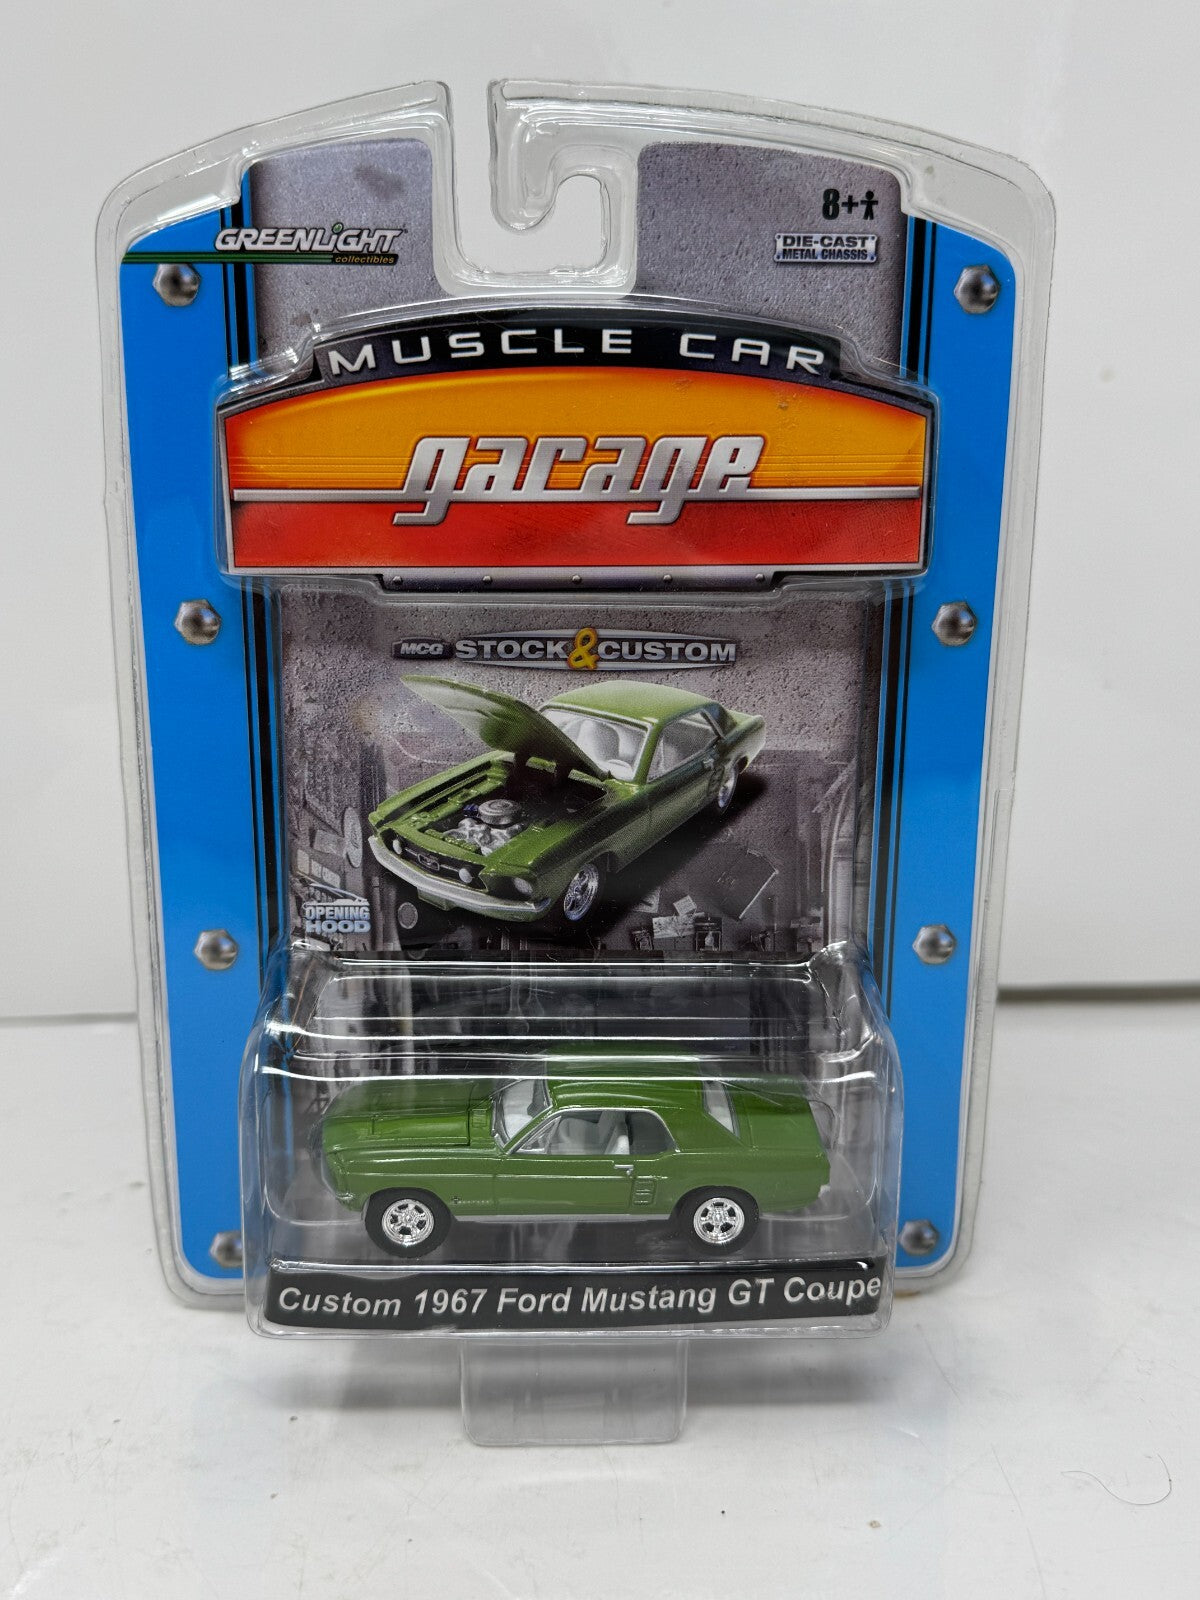 GREENLiGHT
collectibles
8+
DIE-CAST
METAL CHASSIS
MUSCLE CAR
garage
MCG STOCK & CUSTOM
OPENING
HOOD
Custom 1967 Ford Mustang GT Coupe